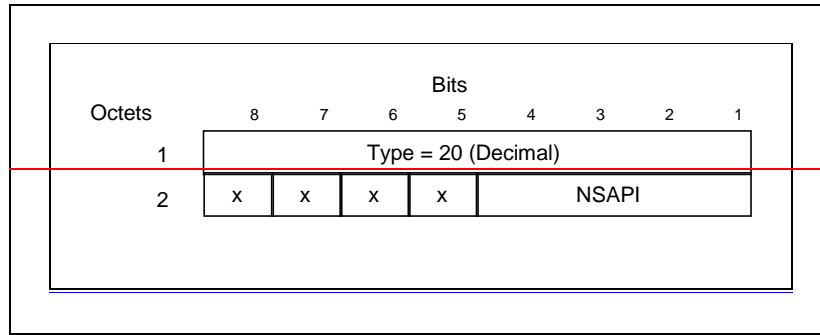 Bits
Octets 8 7 6 5 4 3 2 1
1 Type = 20 (Decimal)
2 x x x x NSAPI